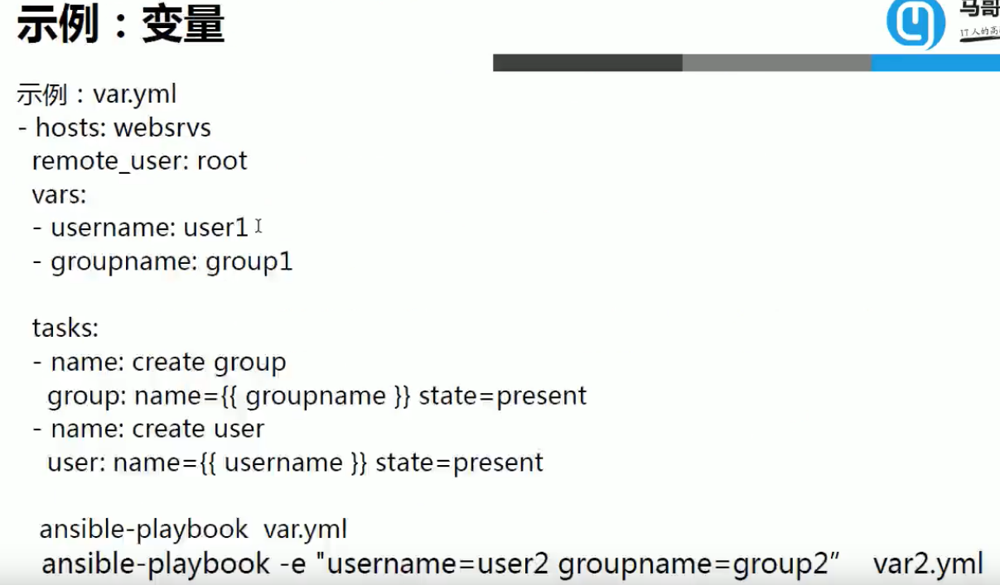 示例：变量
马哥
IT人的高
示例：var.yml
- hosts: websrvs
remote_user: root
vars:
- username: user1
- groupname: group1
tasks:
- name: create group
group: name={{ groupname }} state=present
- name: create user
user: name={{ username }} state=present
ansible-playbook  var.yml
ansible-playbook -e "username=user2 groupname=group2”  var2.yml